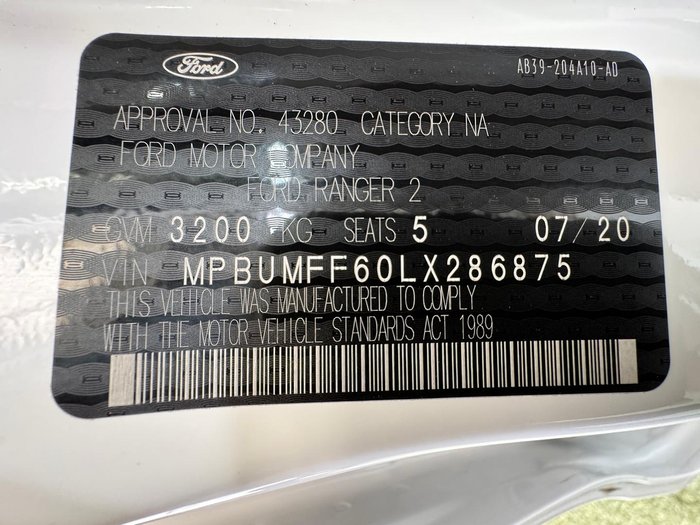 Ford
AB39-204A10-AD
APPROVAL NO. 43280 CATEGORY NA
FORD MOTOR COMPANY
FORD RANGER 2
GVM 3200 KG SEATS 5 07/20
VIN MPBUMFF60LX286875
THIS VEHICLE WAS MANUFACTURED TO COMPLY
WITH THE MOTOR VEHICLE STANDARDS ACT 1989